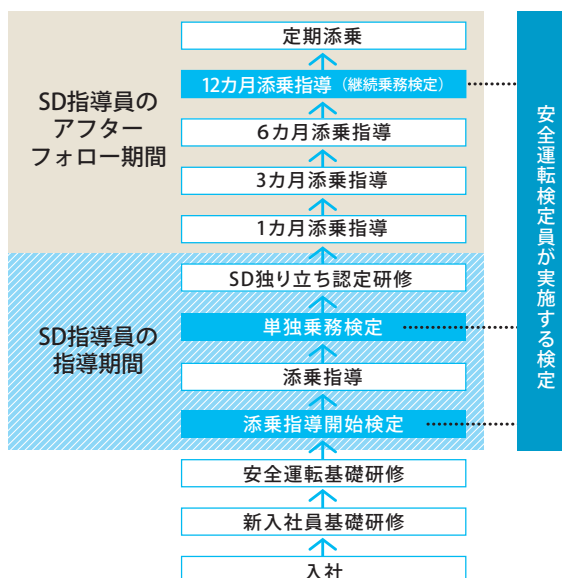 定期添乗
12カ月添乗指導（継続乗務検定）
6カ月添乗指導
3カ月添乗指導
1カ月添乗指導
SD指導員の
アフター
フォロー期間
SD独り立ち認定研修
単独乗務検定
添乗指導
添乗指導開始検定
SD指導員の
指導期間
安全運転基礎研修
新入社員基礎研修
入社
安全運転検定員が実施する検定